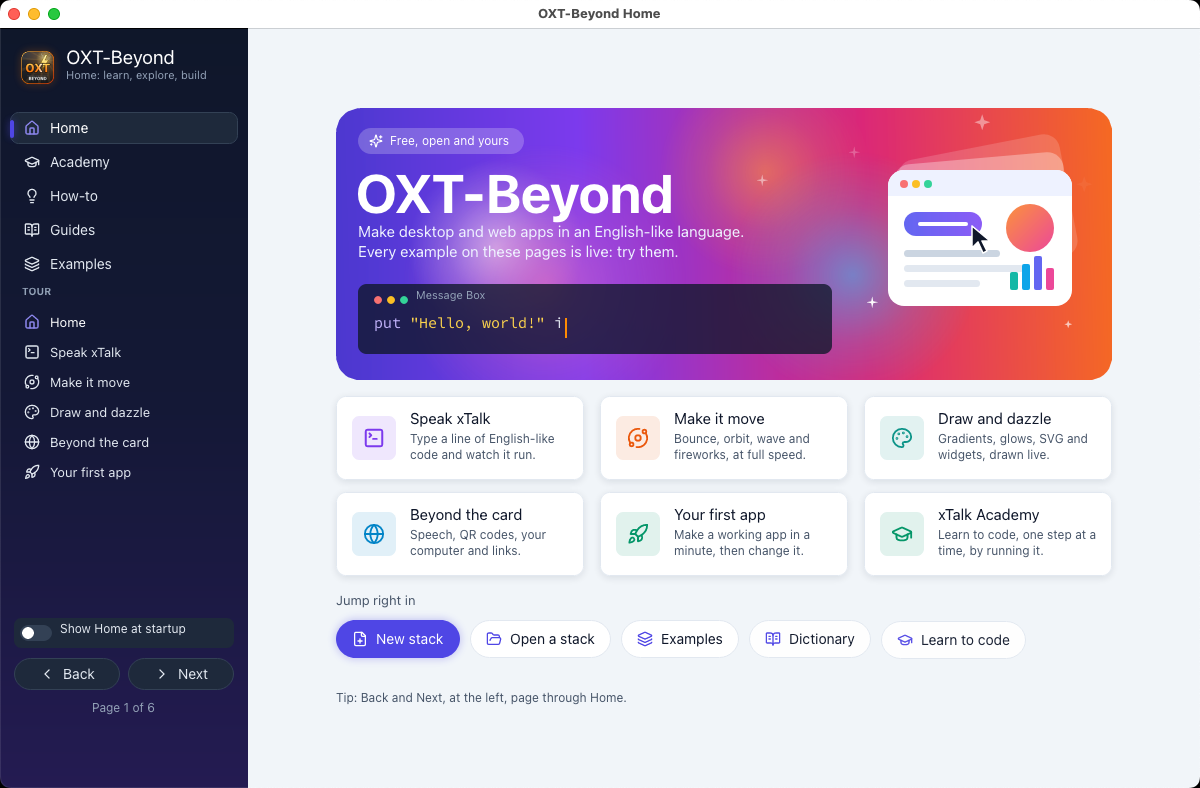 OXT-Beyond Home
OXT
BEYOND
OXT-Beyond
Home: learn, explore, build
Home
Academy
How-to
Guides
Examples
TOUR
Home
Speak xTalk
Make it move
Draw and dazzle
Beyond the card
Your first app
Show Home at startup
Back
Next
Page 1 of 6
Free, open and yours
OXT-Beyond
Make desktop and web apps in an English-like language.
Every example on these pages is live: try them.
Message Box
put "Hello, world!" i
Speak xTalk
Type a line of English-like
code and watch it run.
Make it move
Bounce, orbit, wave and
fireworks, at full speed.
Draw and dazzle
Gradients, glows, SVG and
widgets, drawn live.
Beyond the card
Speech, QR codes, your
computer and links.
Your first app
Make a working app in a
minute, then change it.
xTalk Academy
Learn to code, one step at a
time, by running it.
Jump right in
New stack
Open a stack
Examples
Dictionary
Learn to code
Tip: Back and Next, at the left, page through Home.